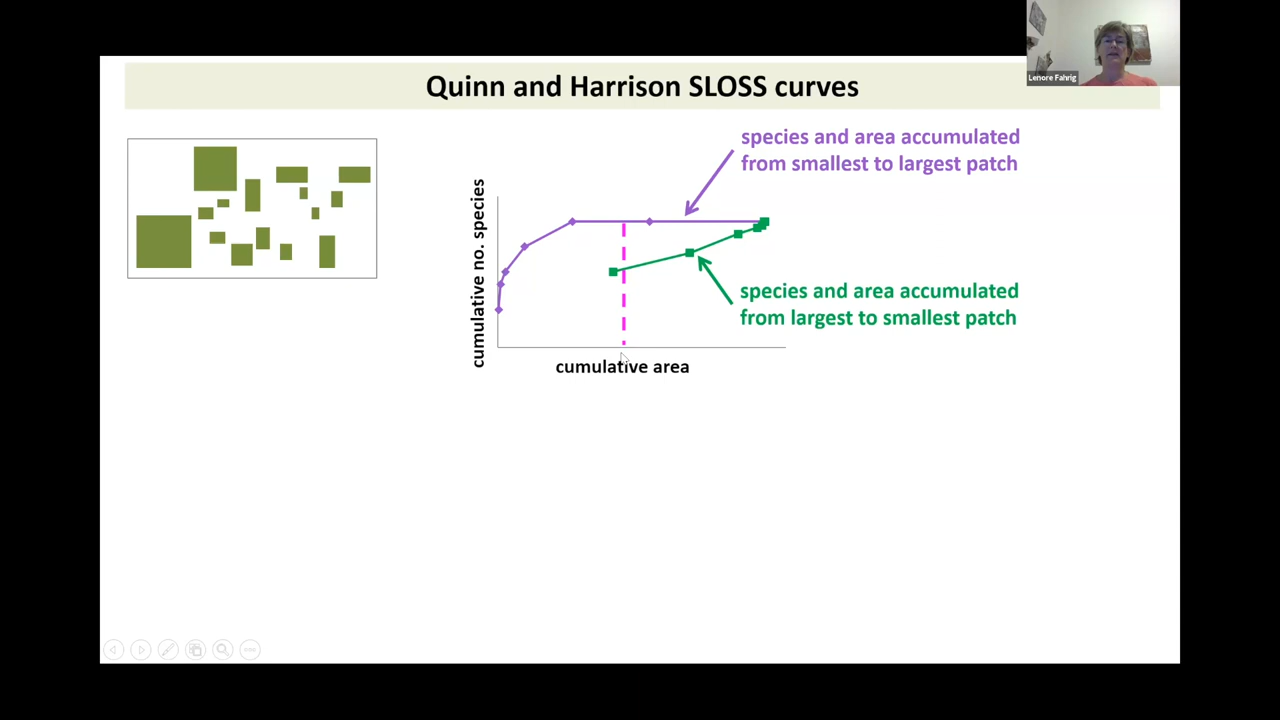 Quinn and Harrison SLOSS curves
Lenore Fahrig
species and area accumulated
from smallest to largest patch
cumulative no. species
species and area accumulated
from largest to smallest patch
cumulative area